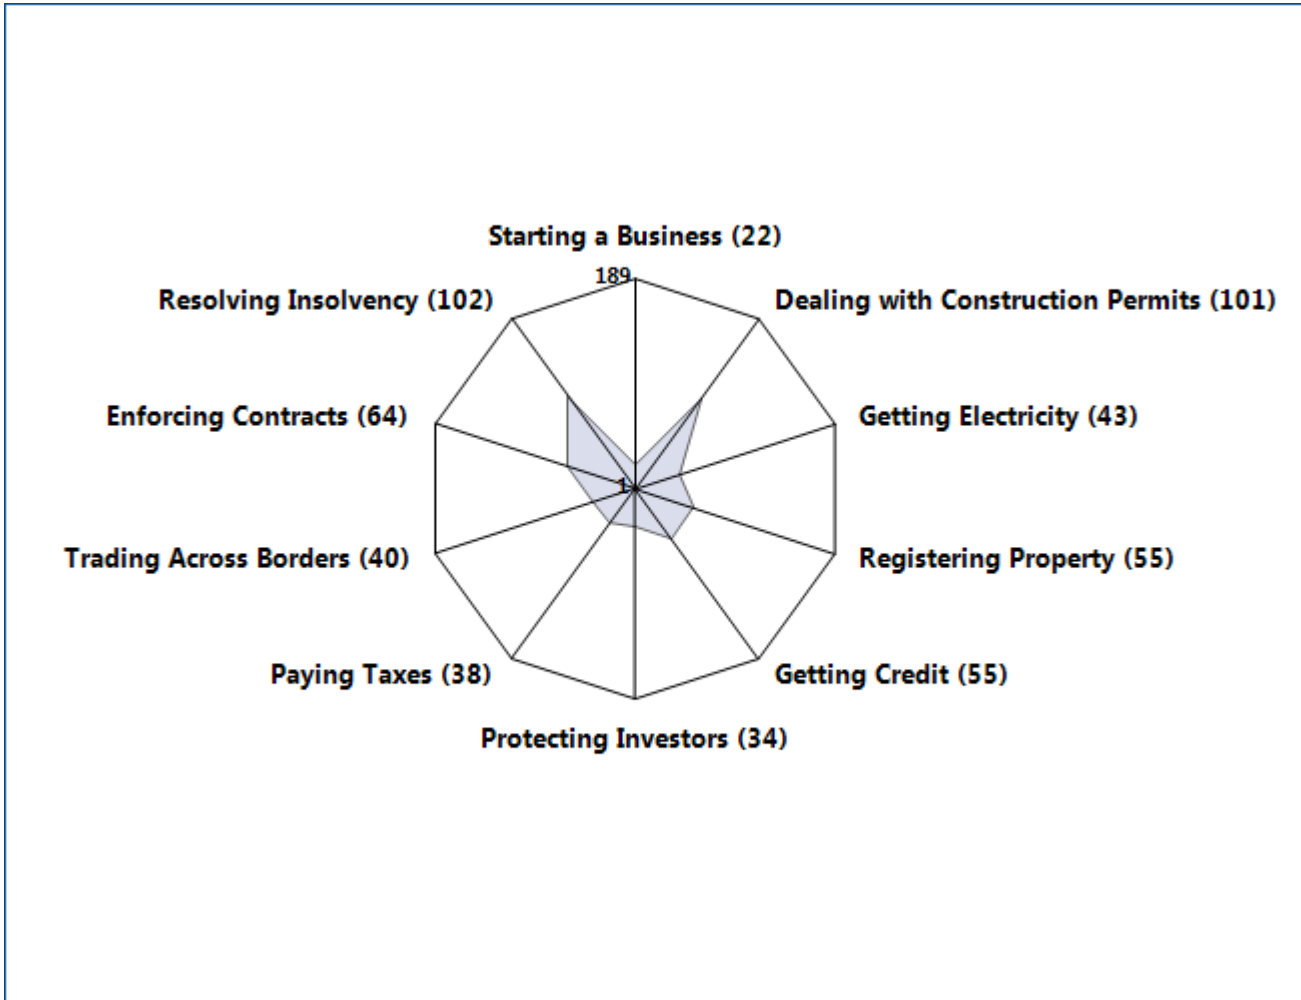 Starting a Business (22)
189
Resolving Insolvency (102)
Dealing with Construction Permits (101)
Enforcing Contracts (64)
Getting Electricity (43)
1
Trading Across Borders (40)
Registering Property (55)
Paying Taxes (38)
Getting Credit (55)
Protecting Investors (34)